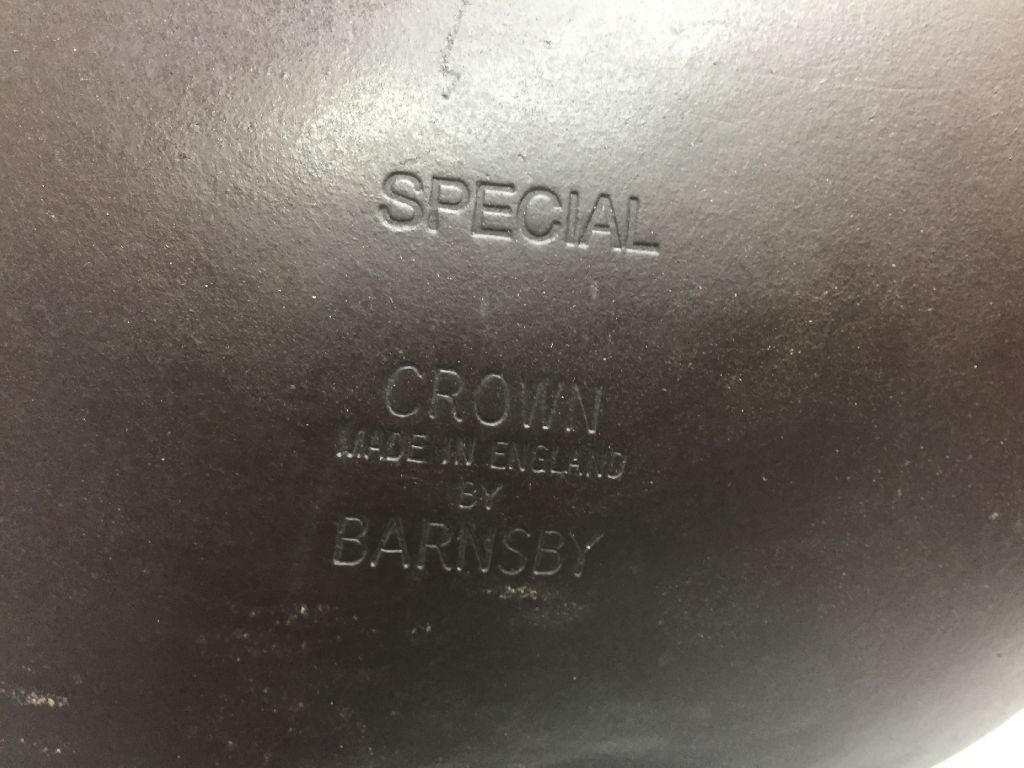 SPECIAL
CROWN
MADE IN ENGLAND
BY
BARNSBY